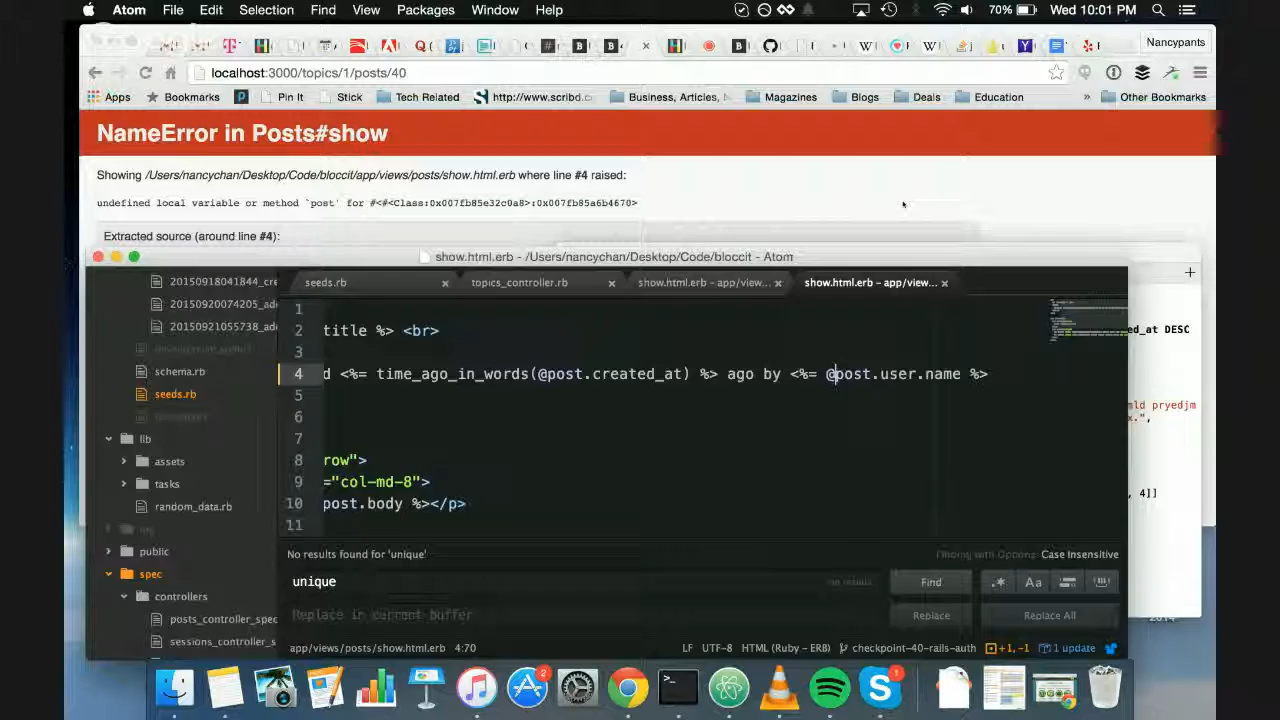 Atom File Edit Selection Find View Packages Window Help 70% Wed 10:01 PM
Nancypants
localhost:3000/topics/1/posts/40
Apps Bookmarks Pin It Stick Tech Related http://www.scribd.c Business, Articles, Magazines Blogs Deals Education » Other Bookmarks
NameError in Posts#show
Showing /Users/nancychan/Desktop/Code/bloccit/app/views/posts/show.html.erb where line #4 raised:
undefined local variable or method `post' for #<#<Class:0x007fb85e32c0a8>:0x007fb85a6b4670>
Extracted source (around line #4):
show.html.erb - /Users/nancychan/Desktop/Code/bloccit - Atom
seeds.rb topics_controller.rb show.html.erb – app/view... show.html.erb – app/view...
20150918041844_cre
20150920074205_ad
20150921055738_ad
schema.rb
seeds.rb
lib
assets
tasks
random_data.rb
public
spec
controllers
posts_controller_spec
sessions_controller_s
1
2 title %> <br>
3
4 d <%= time_ago_in_words(@post.created_at) %> ago by <%= @post.user.name %>
5
6
7
8 row">
9 ="col-md-8">
10 post.body %></p>
11
ed_at DESC
mld pryedjm
x.",
, 4]]
No results found for 'unique'
Case Insensitive
unique
Find
Aa
Replace in current buffer
Replace
Replace All
app/views/posts/show.html.erb 4:70 LF UTF-8 HTML (Ruby – ERB) checkpoint-40-rails-auth +1, -1 1 update
2014